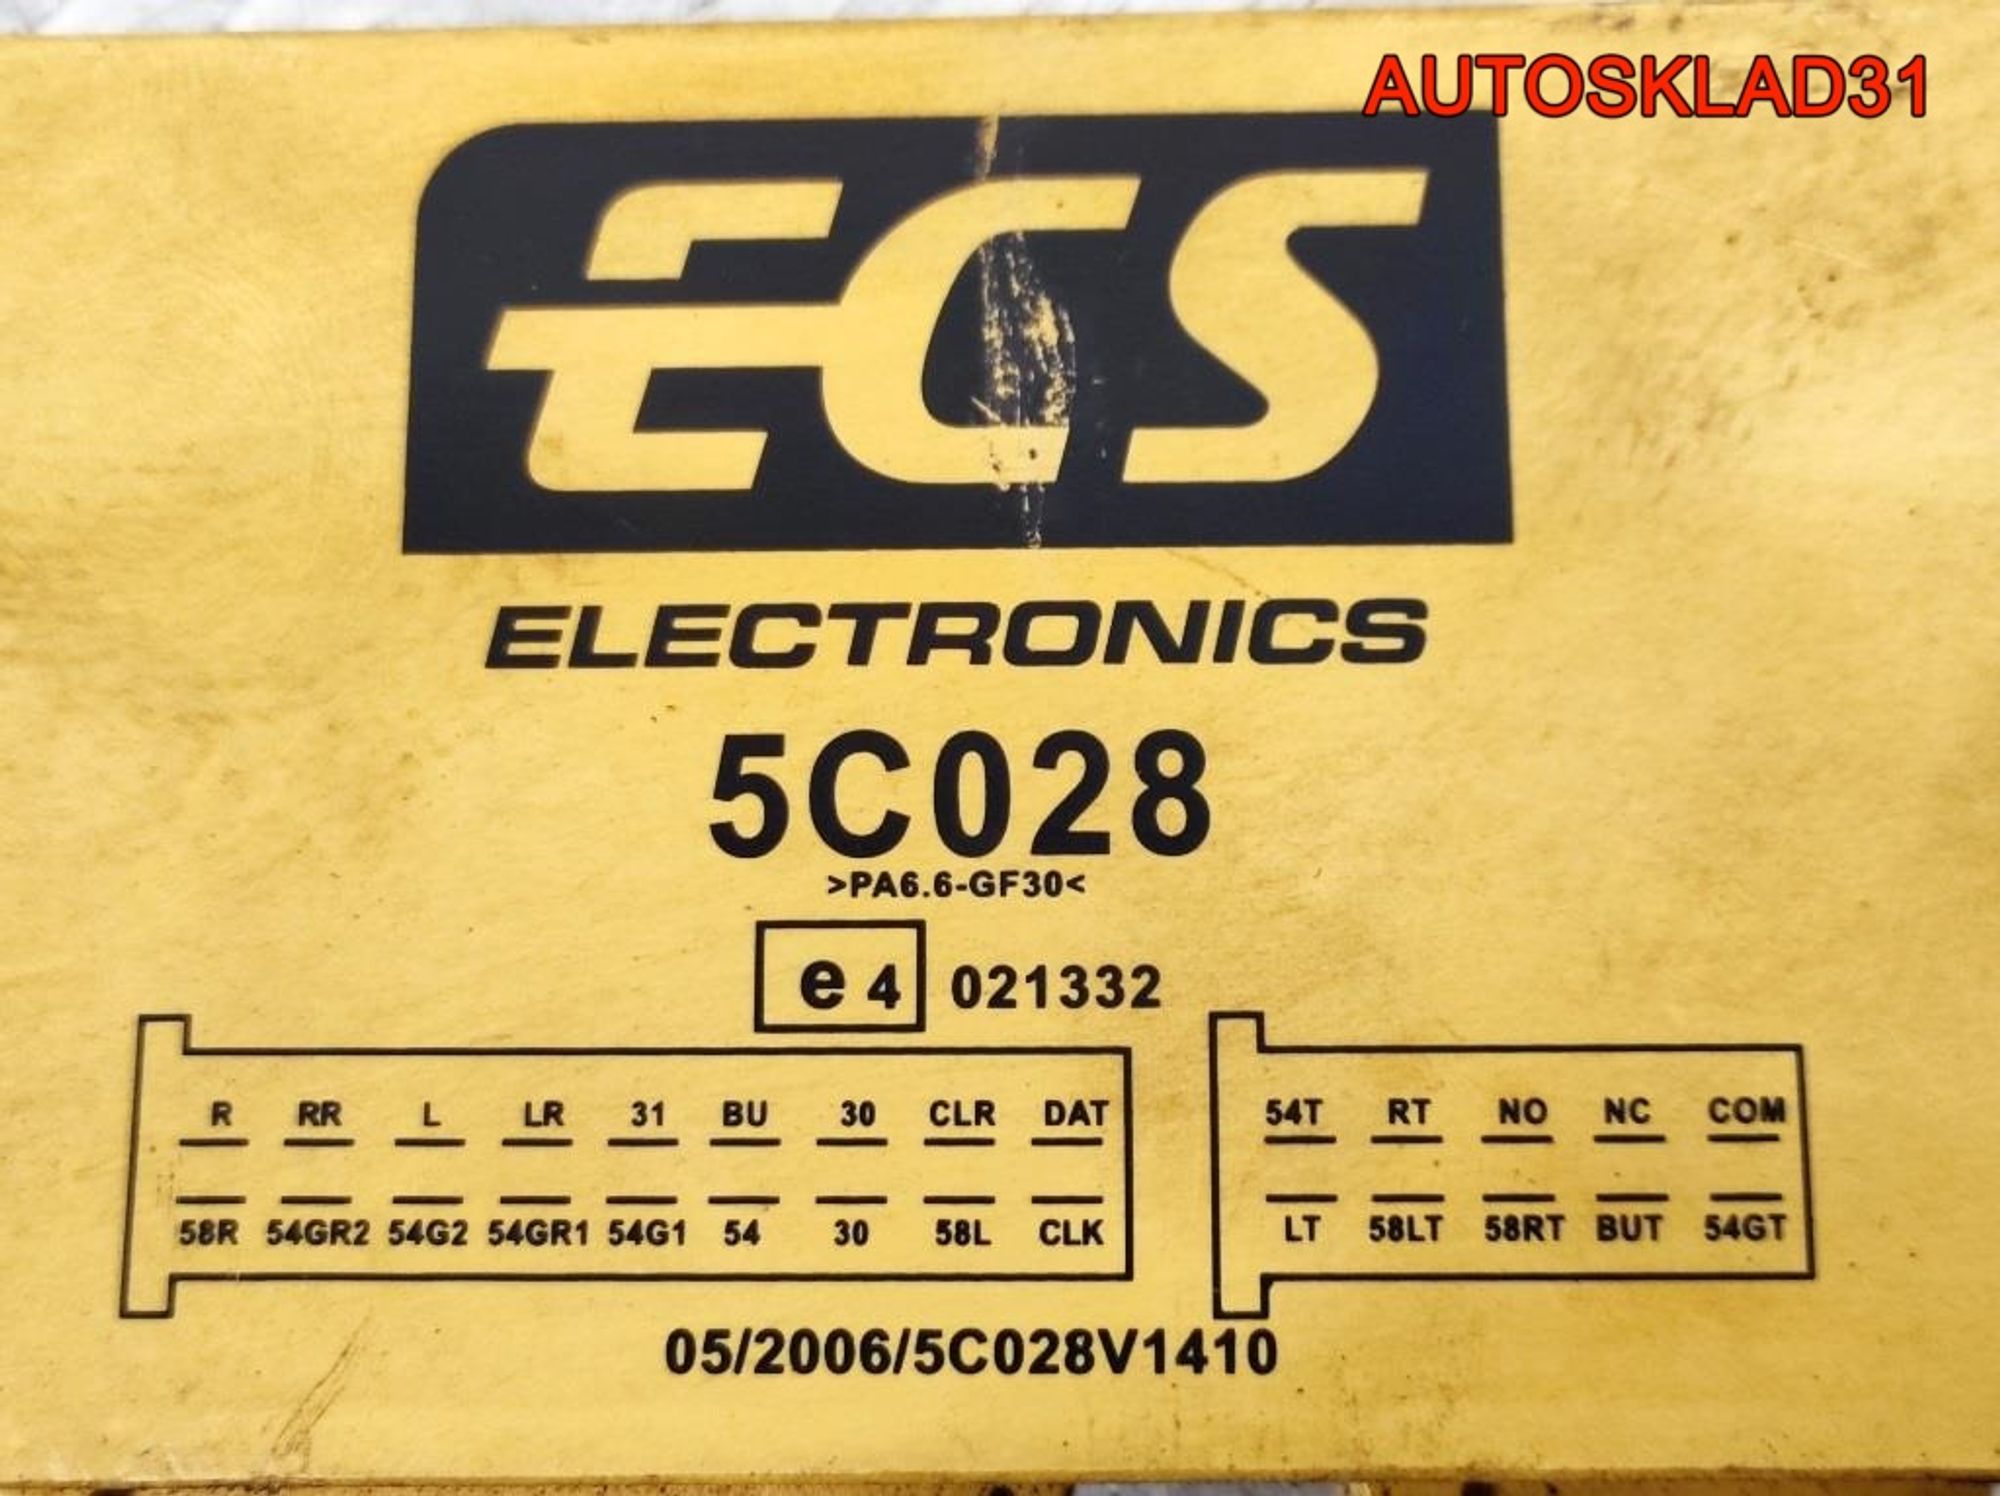 AUTOSKLAD31
ECS
ELECTRONICS
5C028
>PA6.6-GF30<
e4 021332
R RR L LR 31 BU 30 CLR DAT
58R 54GR2 54G2 54GR1 54G1 54 30 58L CLK
54T RT NO NC COM
LT 58LT 58RT BUT 54GT
05/2006/5C028V1410